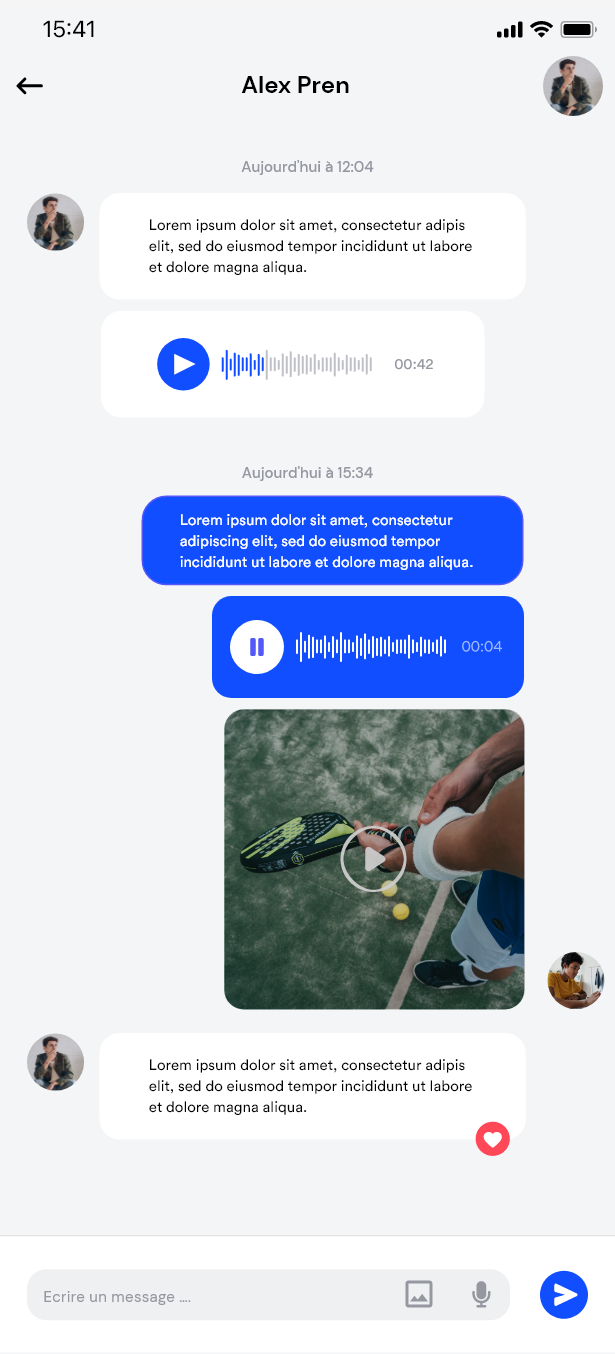 15:41
Alex Pren
Aujourd'hui à 12:04
Lorem ipsum dolor sit amet, consectetur adipis
elit, sed do eiusmod tempor incididunt ut labore
et dolore magna aliqua.
00:42
Aujourd'hui à 15:34
Lorem ipsum dolor sit amet, consectetur
adipiscing elit, sed do eiusmod tempor
incididunt ut labore et dolore magna aliqua.
00:04
Lorem ipsum dolor sit amet, consectetur adipis
elit, sed do eiusmod tempor incididunt ut labore
et dolore magna aliqua.
Ecrire un message ....